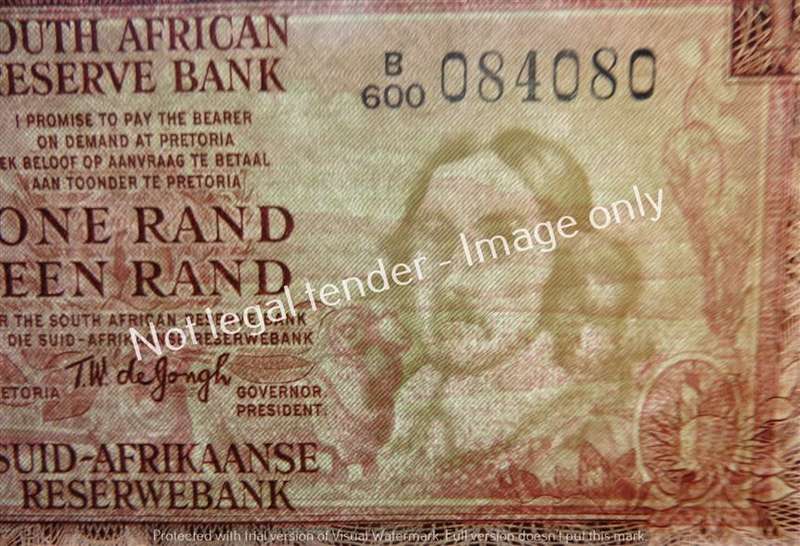 SOUTH AFRICAN
RESERVE BANK
B
600 084080
I PROMISE TO PAY THE BEARER
ON DEMAND AT PRETORIA
EK BELOOF OP AANVRAAG TE BETAAL
AAN TOONDER TE PRETORIA
ONE RAND
EEN RAND
R THE SOUTH AFRICAN RESERVE BANK
DIE SUID-AFRIKAANSE RESERWEBANK
T.W. de Jongh
ETORIA
GOVERNOR.
PRESIDENT.
SUID-AFRIKAANSE
RESERWEBANK
Not legal tender - Image only
Protected with trial version of Visual Watermark. Full version doesn't put this mark.